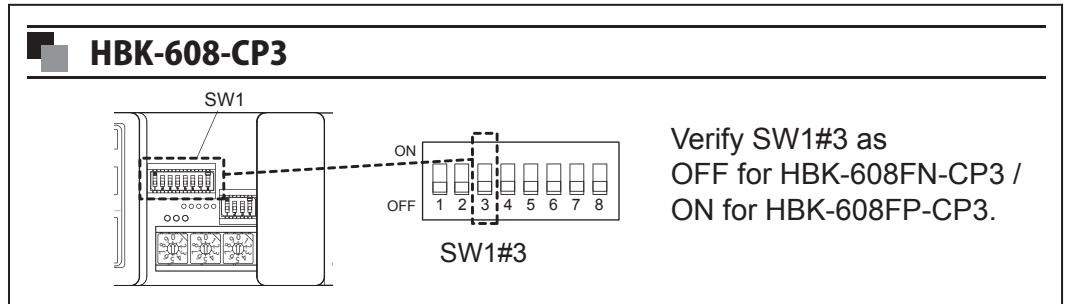 HBK-608-CP3
SW1
ON
OFF
1 2 3 4 5 6 7 8
SW1#3
Verify SW1#3 as
OFF for HBK-608FN-CP3 /
ON for HBK-608FP-CP3.